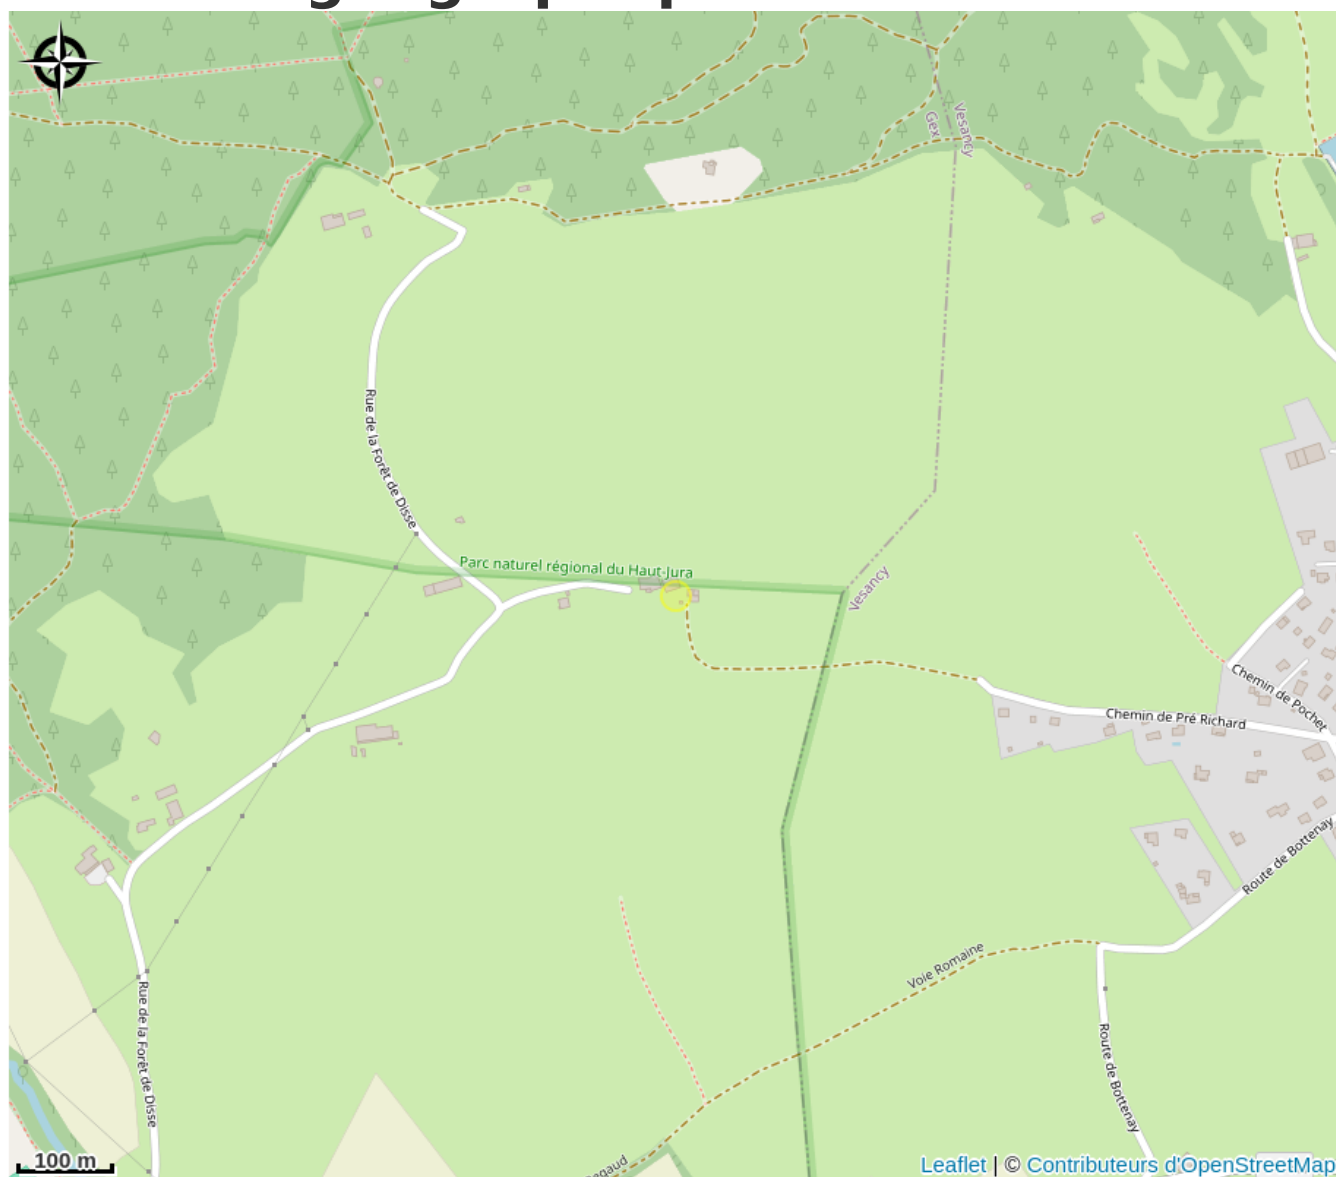 Vesancy
Gex
Rue de la Forêt de Disse
Parc naturel régional du Haut-Jura
Vesancy
Chemin de Pochet
Chemin de Pré Richard
Route de Bottenay
Voie Romaine
Rue de la Forêt de Disse
Route de Bottenay
100 m
Leaflet | © Contributeurs d'OpenStreetMap